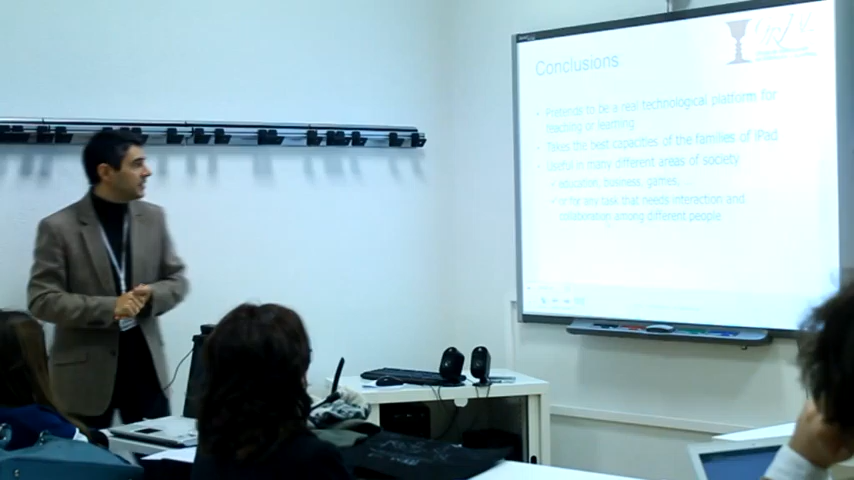 Conclusions
Pretends to be a real technological platform for
teaching or learning
Takes the best capacities of the families of iPad
Useful in many different areas of society
education, business, games,
or for any task that needs interaction and
collaboration among different people